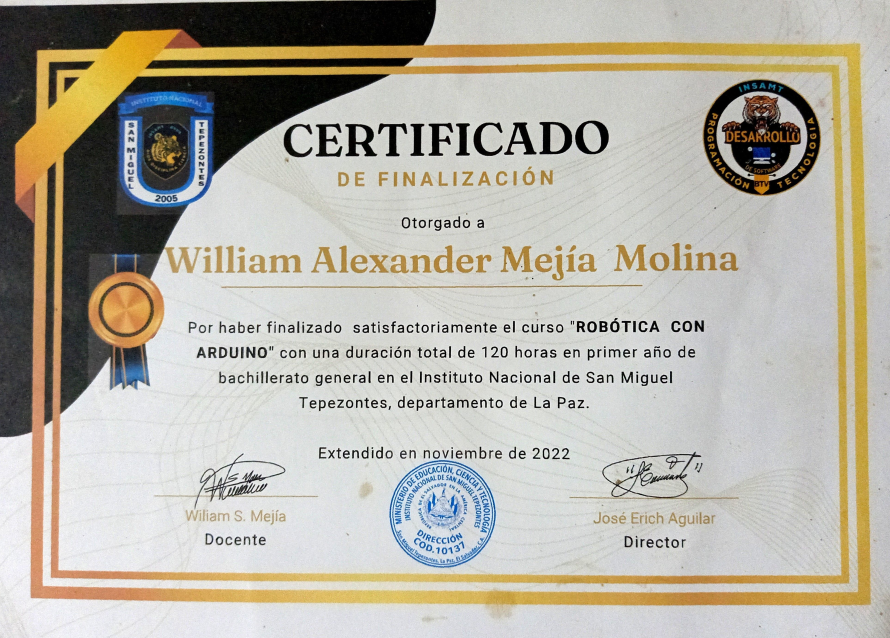 INSTITUTO NACIONAL
SAN MIGUEL
TEPEZONTES
2005
INSAMT
PROGRAMACIÓN
TECNOLOGIA
DESARROLLO
DE SOFTWARE
BTV
CERTIFICADO
DE FINALIZACIÓN
Otorgado a
William Alexander Mejía Molina
Por haber finalizado satisfactoriamente el curso "ROBÓTICA CON
ARDUINO" con una duración total de 120 horas en primer año de
bachillerato general en el Instituto Nacional de San Miguel
Tepezontes, departamento de La Paz.
Extendido en noviembre de 2022
Wiliam S. Mejía
Docente
MINISTERIO DE EDUCACIÓN, CIENCIA Y TECNOLOGÍA
INSTITUTO NACIONAL DE SAN MIGUEL TEPEZONTES
DIRECCIÓN
COD. 10137
San Miguel Tepezontes, La Paz, El Salvador, C.A.
José Erich Aguilar
Director